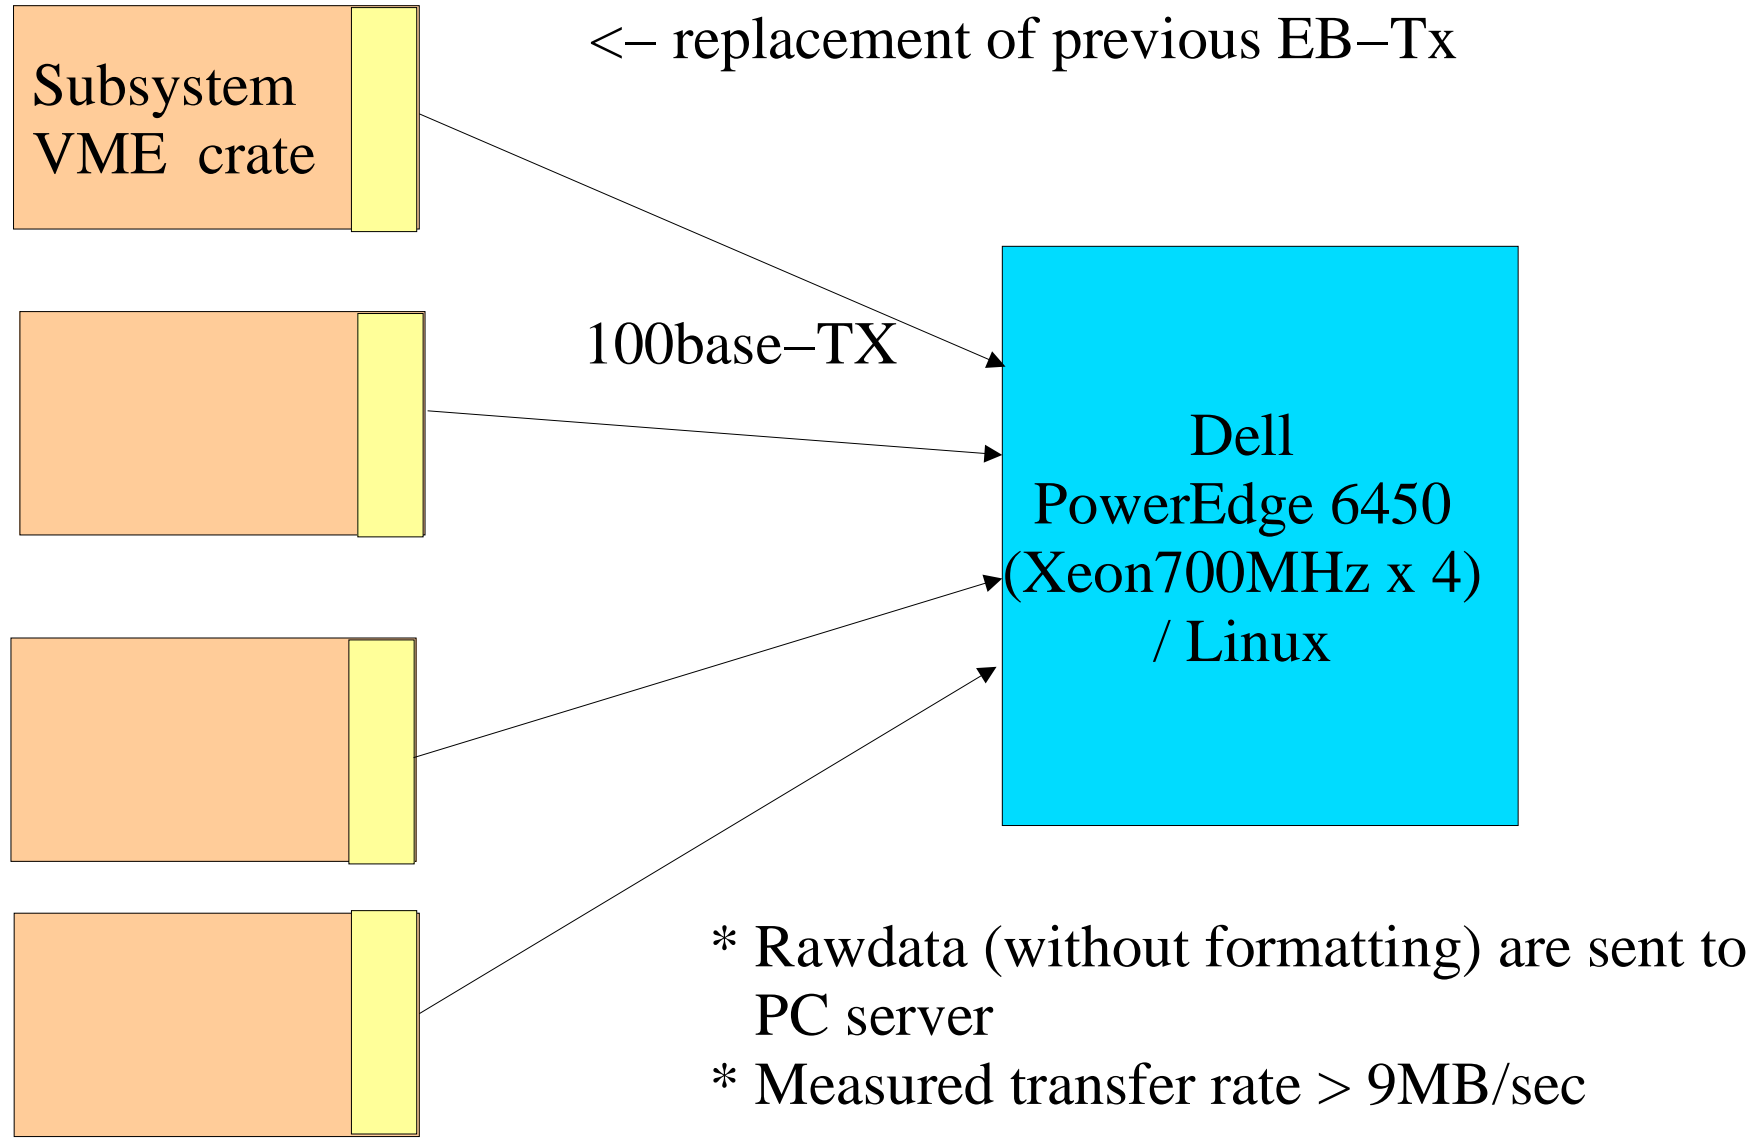 <– replacement of previous EB–Tx
Subsystem
VME crate
100base–TX
Dell
PowerEdge 6450
(Xeon700MHz x 4)
/ Linux
* Rawdata (without formatting) are sent to
PC server
* Measured transfer rate > 9MB/sec